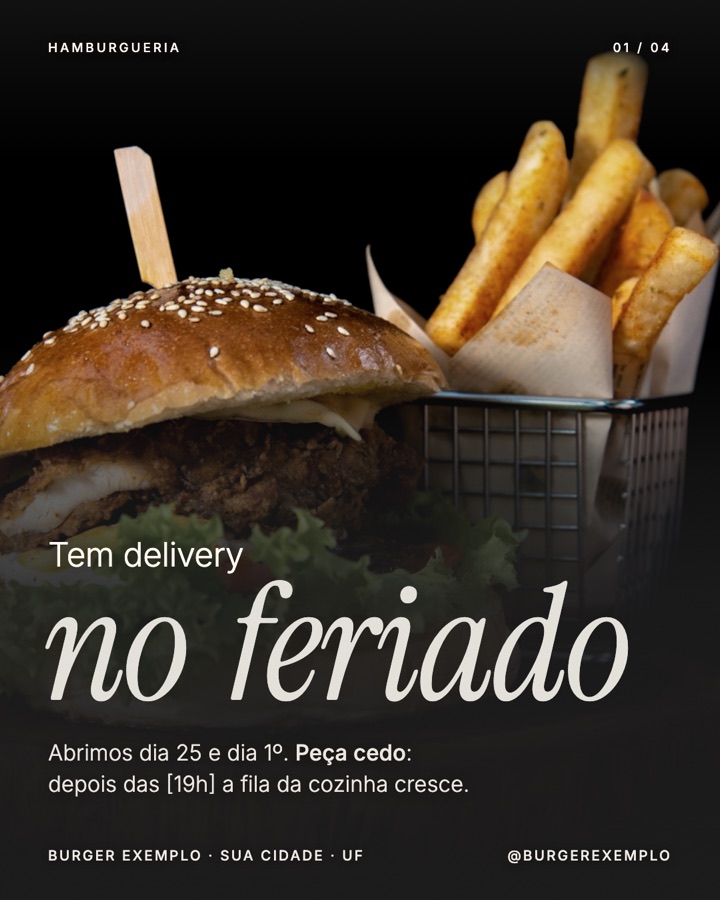 HAMBURGUERIA
01 / 04
Tem delivery
no feriado
Abrimos dia 25 e dia 1º. Peça cedo:
depois das [19h] a fila da cozinha cresce.
BURGER EXEMPLO · SUA CIDADE · UF
@BURGEREXEMPLO